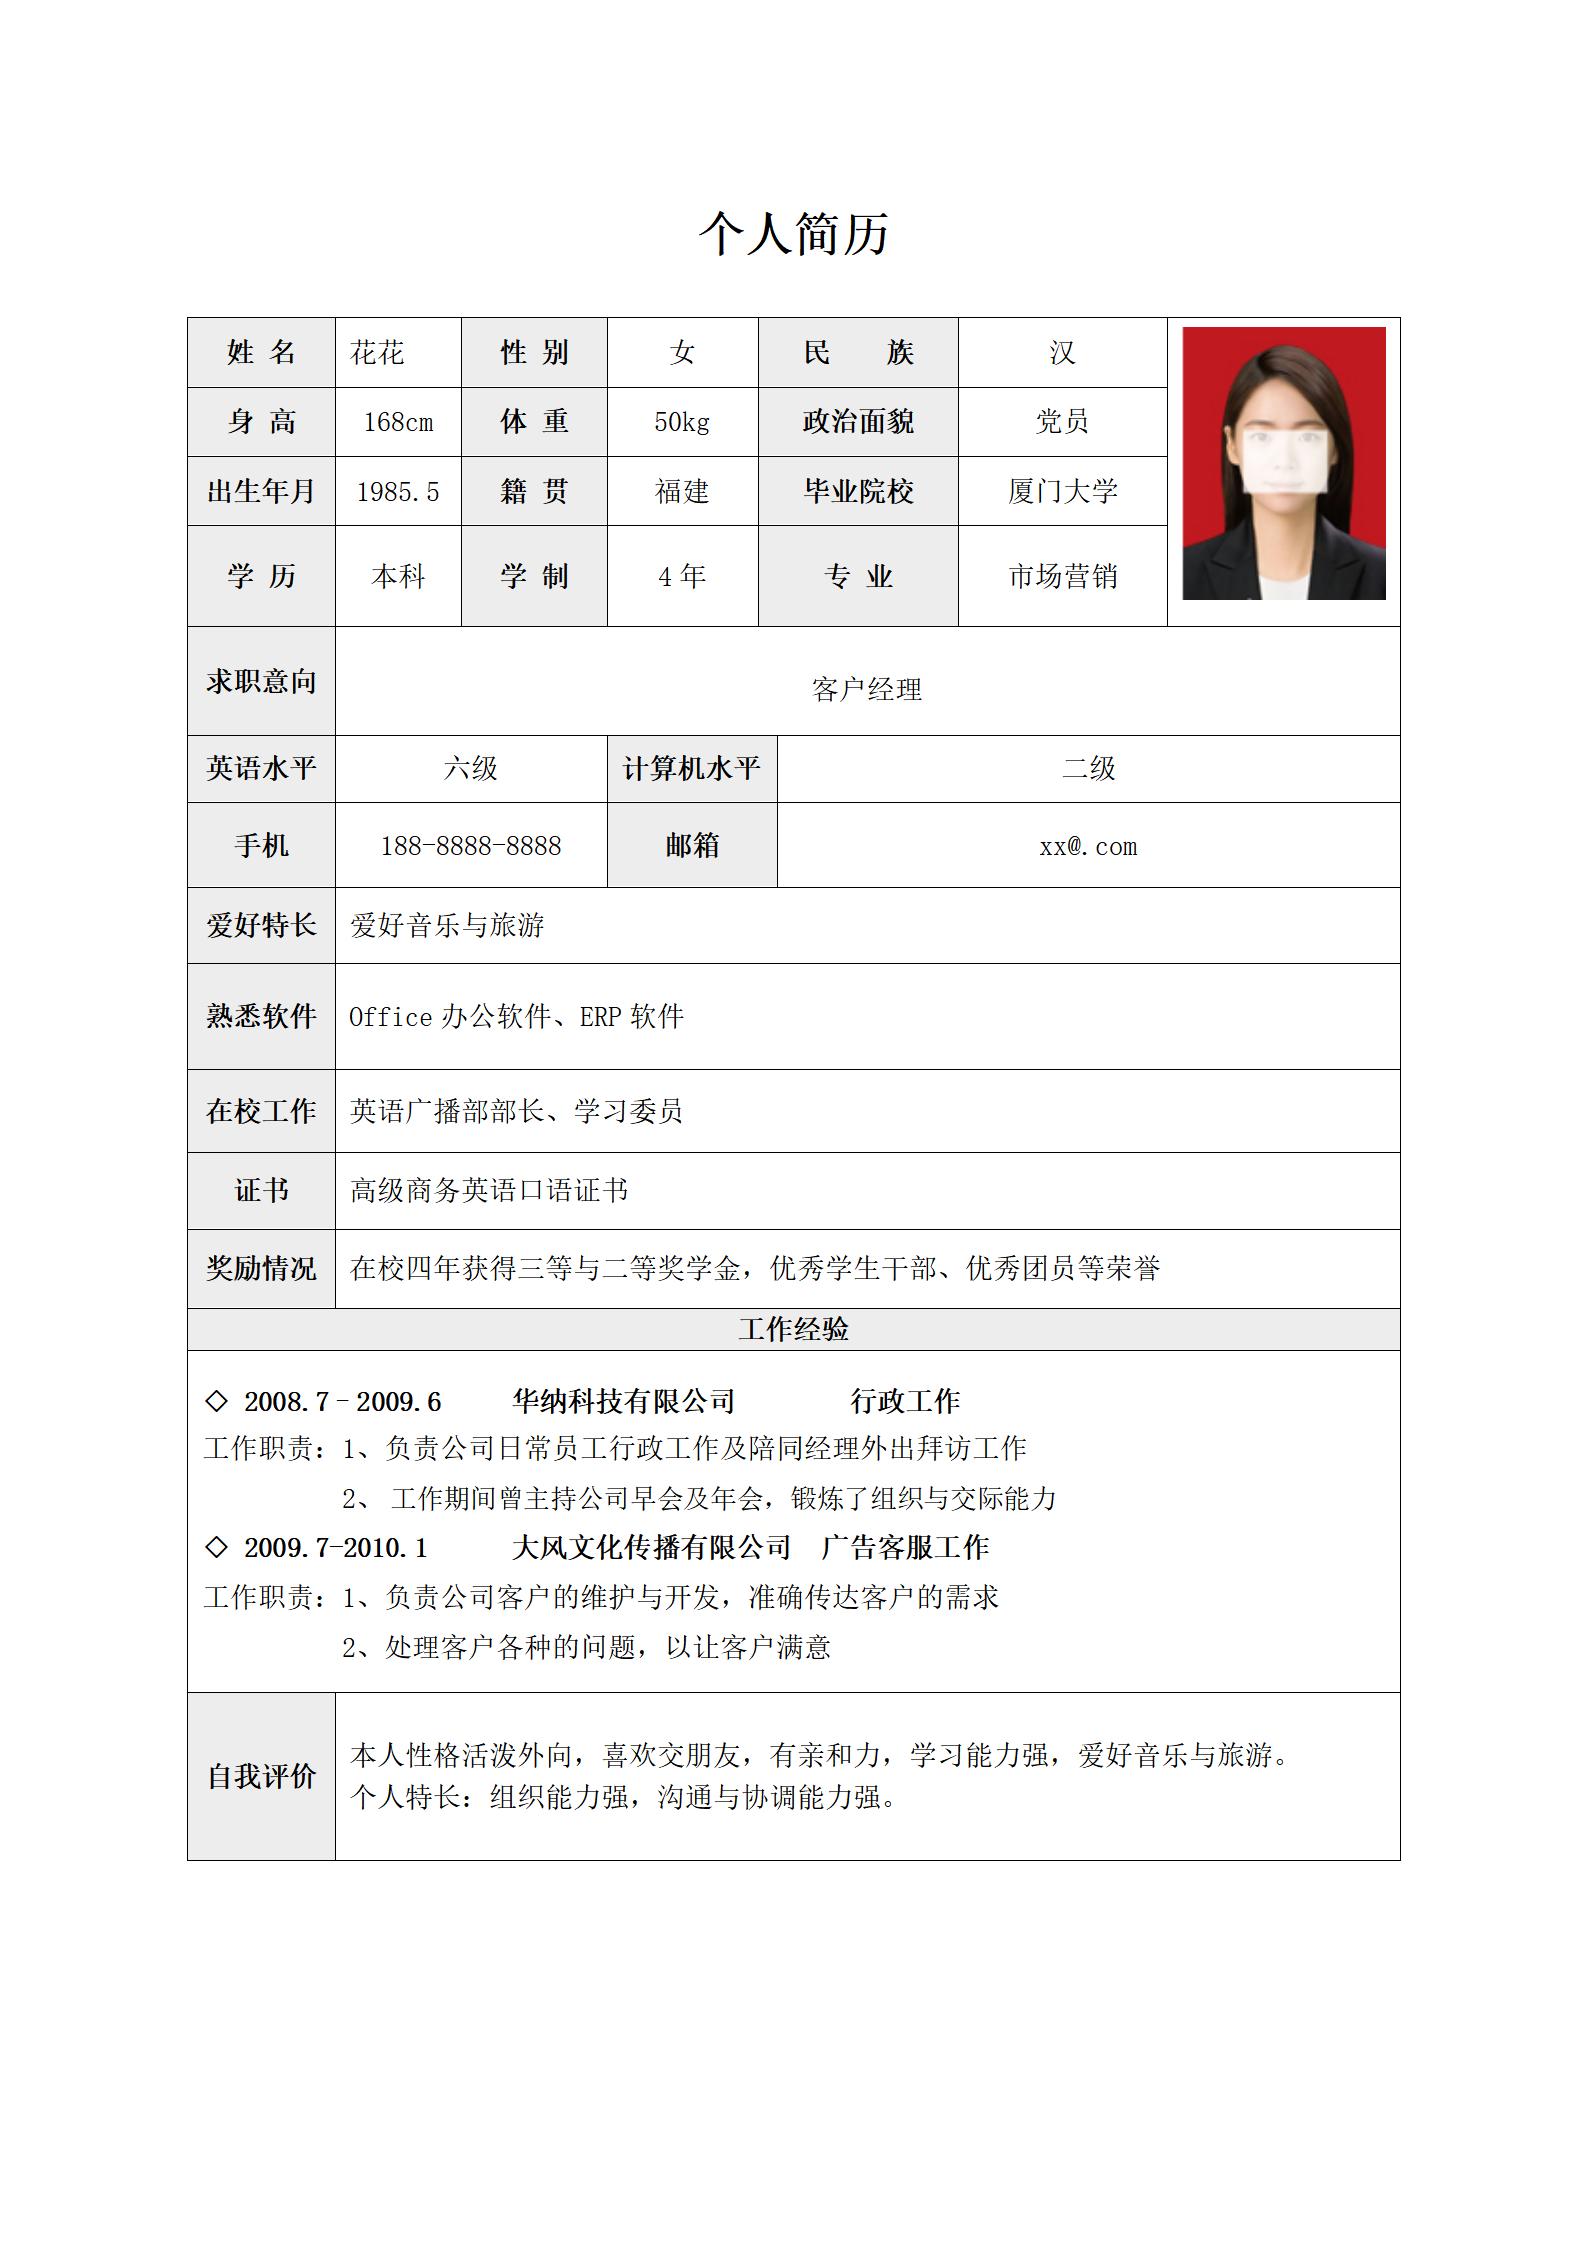 个人简历
姓 名 花花 性 别 女 民 族 汉
身 高 168cm 体 重 50kg 政治面貌 党员
出生年月 1985.5 籍 贯 福建 毕业院校 厦门大学
学 历 本科 学 制 4年 专 业 市场营销
求职意向 客户经理
英语水平 六级 计算机水平 二级
手机 188-8888-8888 邮箱 xx@.com
爱好特长 爱好音乐与旅游
熟悉软件 Office办公软件、ERP软件
在校工作 英语广播部部长、学习委员
证书 高级商务英语口语证书
奖励情况 在校四年获得三等与二等奖学金，优秀学生干部、优秀团员等荣誉
工作经验
◇ 2008.7–2009.6 华纳科技有限公司 行政工作
工作职责：1、负责公司日常员工行政工作及陪同经理外出拜访工作
2、 工作期间曾主持公司早会及年会，锻炼了组织与交际能力
◇ 2009.7-2010.1 大风文化传播有限公司 广告客服工作
工作职责：1、负责公司客户的维护与开发，准确传达客户的需求
2、处理客户各种的问题，以让客户满意
自我评价 本人性格活泼外向，喜欢交朋友，有亲和力，学习能力强，爱好音乐与旅游。
个人特长：组织能力强，沟通与协调能力强。